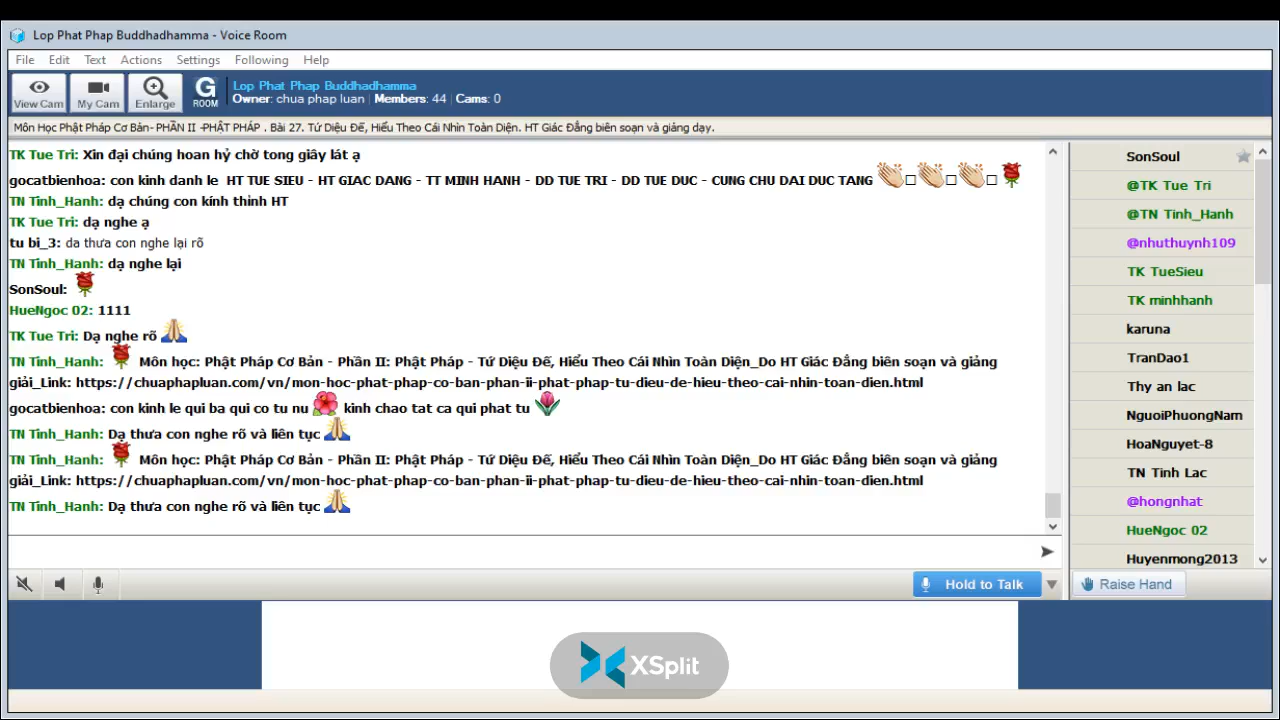 Lop Phat Phap Buddhadhamma - Voice Room
File Edit Text Actions Settings Following Help
View Cam My Cam Enlarge G ROOM
Lop Phat Phap Buddhadhamma
Owner: chua phap luan | Members: 44 | Cams: 0
Môn Học Phật Pháp Cơ Bản- PHẦN II -PHẬT PHÁP . Bài 27. Tứ Diệu Đế, Hiểu Theo Cái Nhìn Toàn Diện. HT Giác Đẳng biên soạn và giảng dạy.
TK Tue Tri: Xin đại chúng hoan hỷ chờ tong giây lát ạ
gocatbienhoa: con kinh danh le HT TUE SIEU - HT GIAC DANG - TT MINH HANH - DD TUE TRI - DD TUE DUC - CUNG CHU DAI DUC TANG
TN Tinh_Hanh: dạ chúng con kính thỉnh HT
TK Tue Tri: dạ nghe ạ
tu bi_3: da thưa con nghe lại rõ
TN Tinh_Hanh: dạ nghe lại
SonSoul:
HueNgoc 02: 1111
TK Tue Tri: Dạ nghe rõ
TN Tinh_Hanh: Môn học: Phật Pháp Cơ Bản - Phần II: Phật Pháp - Tứ Diệu Đế, Hiểu Theo Cái Nhìn Toàn Diện_Do HT Giác Đẳng biên soạn và giảng
giải_Link: https://chuaphapluan.com/vn/mon-hoc-phat-phap-co-ban-phan-ii-phat-phap-tu-dieu-de-hieu-theo-cai-nhin-toan-dien.html
gocatbienhoa: con kinh le qui ba qui co tu nu kinh chao tat ca qui phat tu
TN Tinh_Hanh: Dạ thưa con nghe rõ và liên tục
TN Tinh_Hanh: Môn học: Phật Pháp Cơ Bản - Phần II: Phật Pháp - Tứ Diệu Đế, Hiểu Theo Cái Nhìn Toàn Diện_Do HT Giác Đẳng biên soạn và giảng
giải_Link: https://chuaphapluan.com/vn/mon-hoc-phat-phap-co-ban-phan-ii-phat-phap-tu-dieu-de-hieu-theo-cai-nhin-toan-dien.html
TN Tinh_Hanh: Dạ thưa con nghe rõ và liên tục
SonSoul
@TK Tue Tri
@TN Tinh_Hanh
@nhuthuynh109
TK TueSieu
TK minhhanh
karuna
TranDao1
Thy an lac
NguoiPhuongNam
HoaNguyet-8
TN Tinh Lac
@hongnhat
HueNgoc 02
Huyenmong2013
Hold to Talk
Raise Hand
XSplit